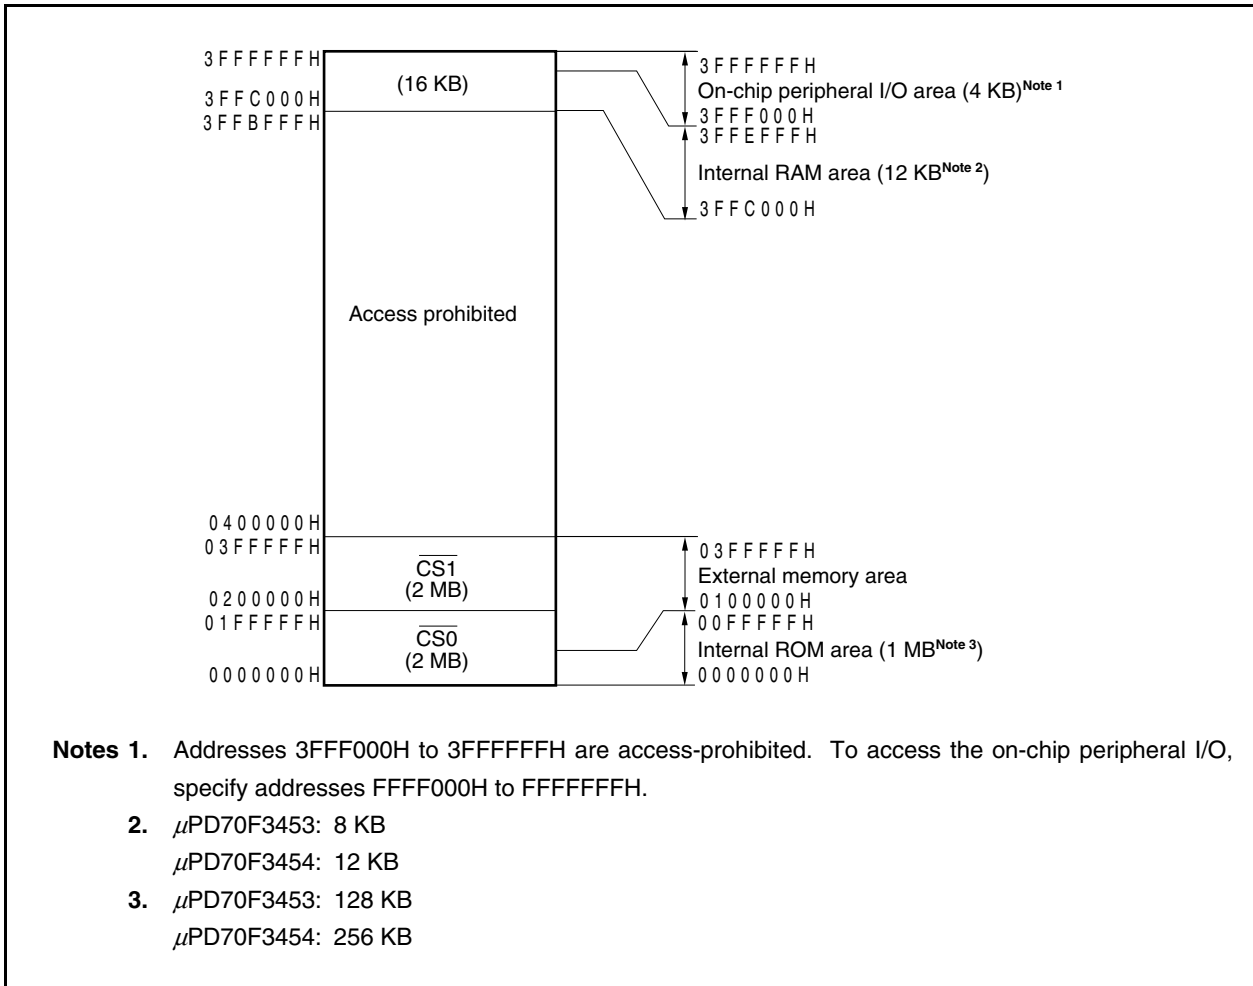 3FFFFFFH
(16 KB)
3FFC000H
3FFBFFFH
Access prohibited
0400000H
03FFFFFH
CS1
(2 MB)
0200000H
01FFFFFH
CS0
(2 MB)
0000000H
3FFFFFFH
On-chip peripheral I/O area (4 KB)Note 1
3FFF000H
3FFEFFFH
Internal RAM area (12 KBNote 2)
3FFC000H
03FFFFFH
External memory area
0100000H
00FFFFFH
Internal ROM area (1 MBNote 3)
0000000H
Notes 1. Addresses 3FFF000H to 3FFFFFFH are access-prohibited. To access the on-chip peripheral I/O,
specify addresses FFFF000H to FFFFFFFH.
2. μPD70F3453: 8 KB
μPD70F3454: 12 KB
3. μPD70F3453: 128 KB
μPD70F3454: 256 KB